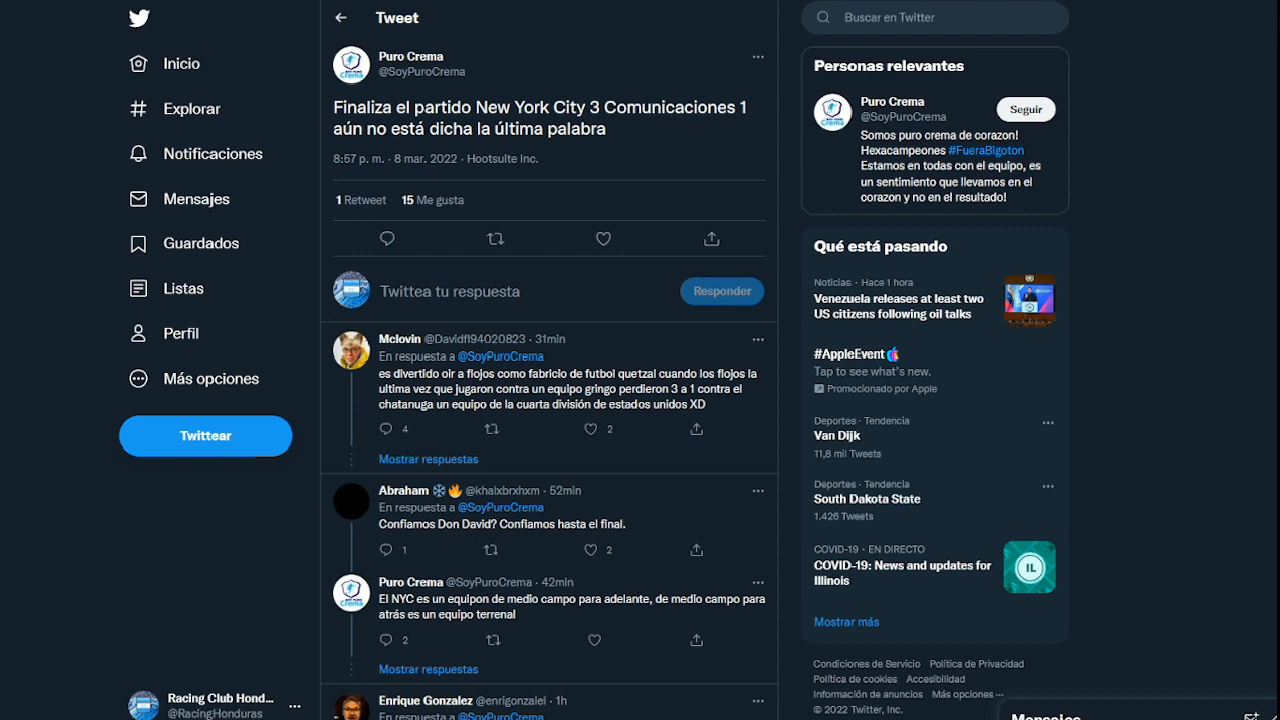 Tweet
Inicio
Explorar
Notificaciones
Mensajes
Guardados
Listas
Perfil
Más opciones
Twittear
Racing Club Hond...
@RacingHonduras
Puro Crema
@SoyPuroCrema
Finaliza el partido New York City 3 Comunicaciones 1
aún no está dicha la última palabra
8:57 p. m. · 8 mar. 2022 · Hootsuite Inc.
1 Retweet 15 Me gusta
Twittea tu respuesta
Responder
Mclovin @Davidfl94020823 · 31min
En respuesta a @SoyPuroCrema
es divertido oir a flojos como fabricio de futbol quetzal cuando los flojos la
ultima vez que jugaron contra un equipo gringo perdieron 3 a 1 contra el
chatanuga un equipo de la cuarta división de estados unidos XD
4 2
Mostrar respuestas
Abraham ❄️🔥 @khalxbrxhxm · 52min
En respuesta a @SoyPuroCrema
Confiamos Don David? Confiamos hasta el final.
1 2
Puro Crema @SoyPuroCrema · 42min
El NYC es un equipon de medio campo para adelante, de medio campo para
atrás es un equipo terrenal
2
Mostrar respuestas
Enrique Gonzalez @enrigonzalel · 1h
En respuesta a @SoyPuroCrema
Buscar en Twitter
Personas relevantes
Puro Crema
@SoyPuroCrema
Seguir
Somos puro crema de corazon!
Hexacampeones #FueraBigoton
Estamos en todas con el equipo, es
un sentimiento que llevamos en el
corazon y no en el resultado!
Qué está pasando
Noticias · Hace 1 hora
Venezuela releases at least two
US citizens following oil talks
#AppleEvent
Tap to see what's new.
Promocionado por Apple
Deportes · Tendencia
Van Dijk
11,8 mil Tweets
Deportes · Tendencia
South Dakota State
1.426 Tweets
COVID-19 · EN DIRECTO
COVID-19: News and updates for
Illinois
IL
Mostrar más
Condiciones de Servicio Política de Privacidad
Política de cookies Accesibilidad
Información de anuncios Más opciones ···
© 2022 Twitter, Inc.
Mensajes